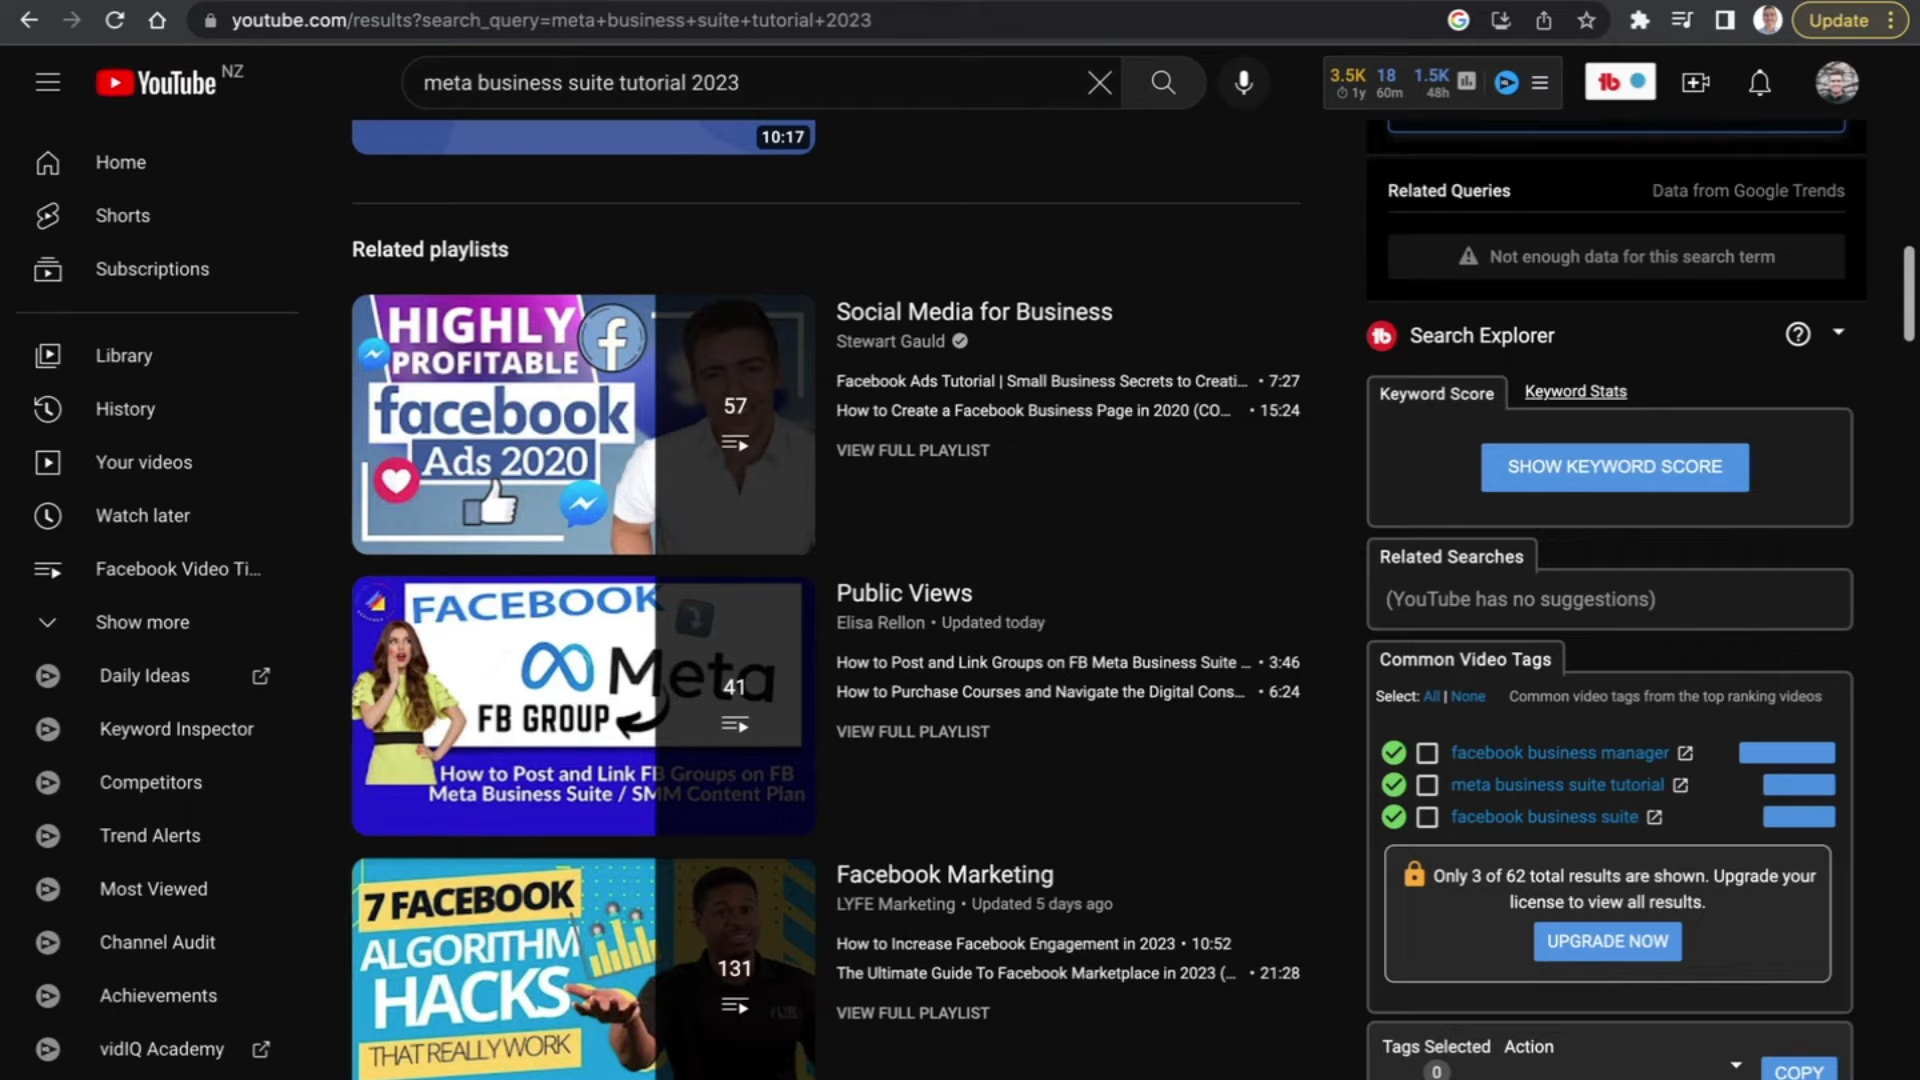 youtube.com/results?search_query=meta+business+suite+tutorial+2023
Update
YouTube NZ
meta business suite tutorial 2023
3.5K 18 1.5K
1y 60m 48h
tb
Home
Shorts
Subscriptions
Library
History
Your videos
Watch later
Facebook Video Ti...
Show more
Daily Ideas
Keyword Inspector
Competitors
Trend Alerts
Most Viewed
Channel Audit
Achievements
vidIQ Academy
10:17
Related playlists
HIGHLY
PROFITABLE
facebook
Ads 2020
57
Social Media for Business
Stewart Gauld
Facebook Ads Tutorial | Small Business Secrets to Creati... • 7:27
How to Create a Facebook Business Page in 2020 (CO... • 15:24
VIEW FULL PLAYLIST
FACEBOOK
Meta
FB GROUP
41
How to Post and Link FB Groups on FB
Meta Business Suite / SMM Content Plan
Public Views
Elisa Rellon • Updated today
How to Post and Link Groups on FB Meta Business Suite ... • 3:46
How to Purchase Courses and Navigate the Digital Cons... • 6:24
VIEW FULL PLAYLIST
7 FACEBOOK
ALGORITHM
HACKS
THAT REALLY WORK
131
Facebook Marketing
LYFE Marketing • Updated 5 days ago
How to Increase Facebook Engagement in 2023 • 10:52
The Ultimate Guide To Facebook Marketplace in 2023 (... • 21:28
VIEW FULL PLAYLIST
Related Queries Data from Google Trends
Not enough data for this search term
tb Search Explorer
Keyword Score Keyword Stats
SHOW KEYWORD SCORE
Related Searches
(YouTube has no suggestions)
Common Video Tags
Select: All | None Common video tags from the top ranking videos
facebook business manager
meta business suite tutorial
facebook business suite
Only 3 of 62 total results are shown. Upgrade your
license to view all results.
UPGRADE NOW
Tags Selected Action
0
COPY